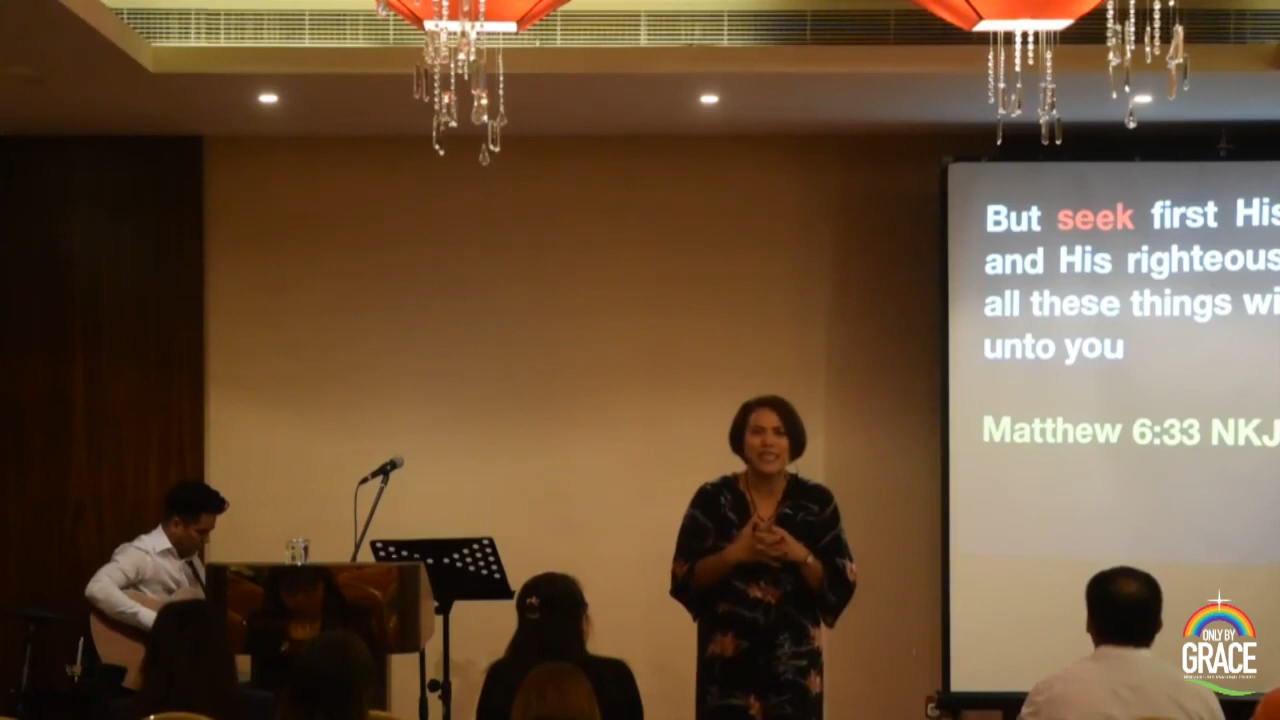 But seek first His
and His righteous
all these things wi
unto you
Matthew 6:33 NKJ
ONLY BY
GRACE